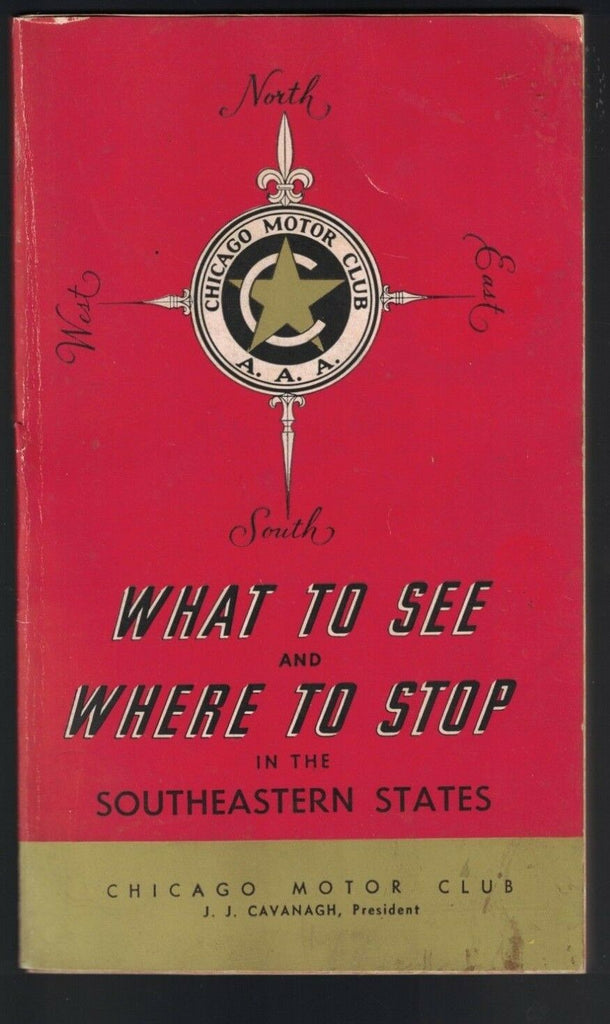 North
CHICAGO MOTOR CLUB
A. A. A.
West
East
South
WHAT TO SEE
AND
WHERE TO STOP
IN THE
SOUTHEASTERN STATES
CHICAGO MOTOR CLUB
J. J. CAVANAGH, President